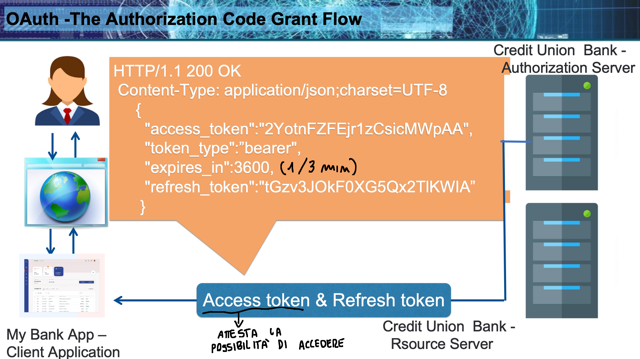 OAuth -The Authorization Code Grant Flow
Credit Union Bank -
Authorization Server
HTTP/1.1 200 OK
Content-Type: application/json;charset=UTF-8
{
"access_token":"2YotnFZFEjr1zCsicMWpAA",
"token_type":"bearer",
"expires_in":3600, (1/3 min)
"refresh_token":"tGzv3JOkF0XG5Qx2TlKWIA"
}
Access token & Refresh token
ATTESTA LA
POSSIBILITÀ DI ACCEDERE
My Bank App –
Client Application
Credit Union Bank -
Rsource Server